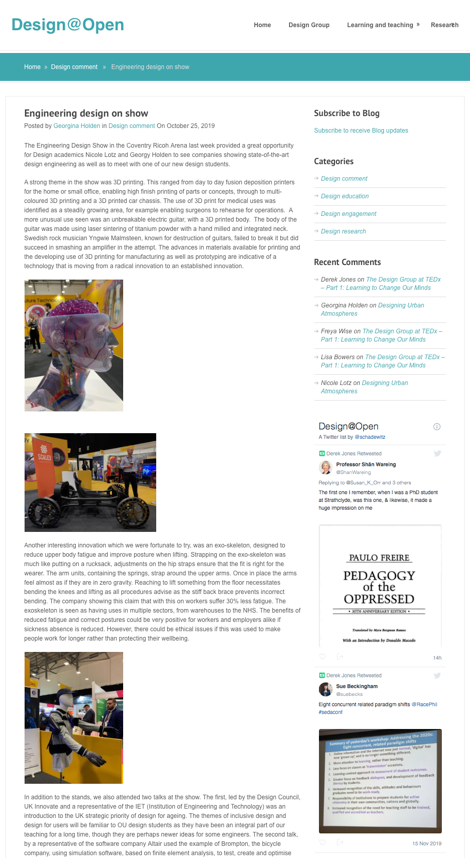 Design@Open
Home Design Group Learning and teaching Research
Home » Design comment » Engineering design on show
Engineering design on show
Posted by Georgina Holden in Design comment On October 25, 2019
The Engineering Design Show in the Coventry Ricoh Arena last week provided a great opportunity
for Design academics Nicole Lotz and Georgy Holden to see companies showing state-of-the-art
design engineering as well as to meet with one of our new design students.
A strong theme in the show was 3D printing. This ranged from day to day fusion deposition printers
for the home or small office, enabling high finish printing of parts or concepts, though to multi-
coloured 3D printing and a 3D printed car chassis. The use of 3D print for medical uses was
identified as a steadily growing area, for example enabling surgeons to rehearse for operations. A
more unusual use seen was an unbreakable electric guitar, with a 3D printed body. The body of the
guitar was made using laser sintering of titanium powder with a hand milled and integrated neck.
Swedish rock musician Yngwie Malmsteen, known for destruction of guitars, failed to break it but did
succeed in smashing an amplifier in the attempt. The advances in materials available for printing and
the developing use of 3D printing for manufacturing as well as prototyping are indicative of a
technology that is moving from a radical innovation to an established innovation.
Another interesting innovation which we were fortunate to try, was an exo-skeleton, designed to
reduce upper body fatigue and improve posture when lifting. Strapping on the exo-skeleton was
much like putting on a rucksack, adjustments on the hip straps ensure that the fit is right for the
wearer. The arm units, containing the springs, strap around the upper arms. Once in place the arms
feel almost as if they are in zero gravity. Reaching to lift something from the floor necessitates
bending the knees and lifting as all procedures advise as the stiff back brace prevents incorrect
bending. The company showing this claim that with this on workers suffer 30% less fatigue. The
exoskeleton is seen as having uses in multiple sectors, from warehouses to the NHS. The benefits of
reduced fatigue and correct postures could be very positive for workers and employers alike if
sickness absence is reduced. However, there could be ethical issues if this was used to make
people work for longer rather than protecting their wellbeing.
In addition to the stands, we also attended two talks at the show. The first, led by the Design Council,
UK Innovate and a representative of the IET (Institution of Engineering and Technology) was an
introduction to the UK strategic priority of design for ageing. The themes of inclusive design and
design for users will be familiar to OU design students as they have been an integral part of our
teaching for a long time, though they are perhaps newer ideas for some engineers. The second talk,
by a representative of the software company Altair used the example of Brompton, the bicycle
company, using simulation software, based on finite element analysis, to test, create and optimise
Subscribe to Blog
Subscribe to receive Blog updates
Categories
Design comment
Design education
Design engagement
Design research
Recent Comments
Derek Jones on The Design Group at TEDx
– Part 1: Learning to Change Our Minds
Georgina Holden on Designing Urban
Atmospheres
Freya Wise on The Design Group at TEDx –
Part 1: Learning to Change Our Minds
Lisa Bowers on The Design Group at TEDx –
Part 1: Learning to Change Our Minds
Nicole Lotz on Designing Urban
Atmospheres
Design@Open
A Twitter list by @schadewitz
Derek Jones Retweeted
Professor Shân Wareing
@ShanWareing
Replying to @Susan_K_Orr and 3 others
The first one I remember, when I was a PhD student
at Strathclyde, was this one, & likewise, it made a
huge impression on me
PAULO FREIRE
PEDAGOGY
of the
OPPRESSED
• 30TH ANNIVERSARY EDITION •
Translated by Myra Bergman Ramos
With an Introduction by Donaldo Macedo
14h
Derek Jones Retweeted
Sue Beckingham
@suebecks
Eight concurrent related paradigm shifts @RacePhil
#sedaconf
15 Nov 2019